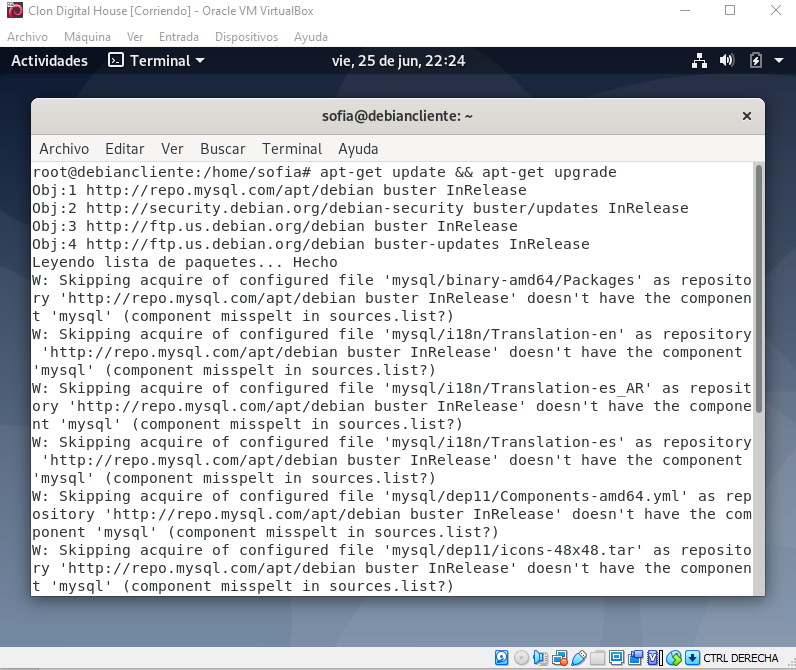 Clon Digital House [Corriendo] - Oracle VM VirtualBox
Archivo Máquina Ver Entrada Dispositivos Ayuda
Actividades Terminal vie, 25 de jun, 22:24
sofia@debiancliente: ~ ×
Archivo Editar Ver Buscar Terminal Ayuda
root@debiancliente:/home/sofia# apt-get update && apt-get upgrade
Obj:1 http://repo.mysql.com/apt/debian buster InRelease
Obj:2 http://security.debian.org/debian-security buster/updates InRelease
Obj:3 http://ftp.us.debian.org/debian buster InRelease
Obj:4 http://ftp.us.debian.org/debian buster-updates InRelease
Leyendo lista de paquetes... Hecho
W: Skipping acquire of configured file 'mysql/binary-amd64/Packages' as reposito
ry 'http://repo.mysql.com/apt/debian buster InRelease' doesn't have the componen
t 'mysql' (component misspelt in sources.list?)
W: Skipping acquire of configured file 'mysql/i18n/Translation-en' as repository
 'http://repo.mysql.com/apt/debian buster InRelease' doesn't have the component
'mysql' (component misspelt in sources.list?)
W: Skipping acquire of configured file 'mysql/i18n/Translation-es_AR' as reposit
ory 'http://repo.mysql.com/apt/debian buster InRelease' doesn't have the compone
nt 'mysql' (component misspelt in sources.list?)
W: Skipping acquire of configured file 'mysql/i18n/Translation-es' as repository
 'http://repo.mysql.com/apt/debian buster InRelease' doesn't have the component
'mysql' (component misspelt in sources.list?)
W: Skipping acquire of configured file 'mysql/dep11/Components-amd64.yml' as rep
ository 'http://repo.mysql.com/apt/debian buster InRelease' doesn't have the com
ponent 'mysql' (component misspelt in sources.list?)
W: Skipping acquire of configured file 'mysql/dep11/icons-48x48.tar' as reposito
ry 'http://repo.mysql.com/apt/debian buster InRelease' doesn't have the componen
t 'mysql' (component misspelt in sources.list?)
CTRL DERECHA